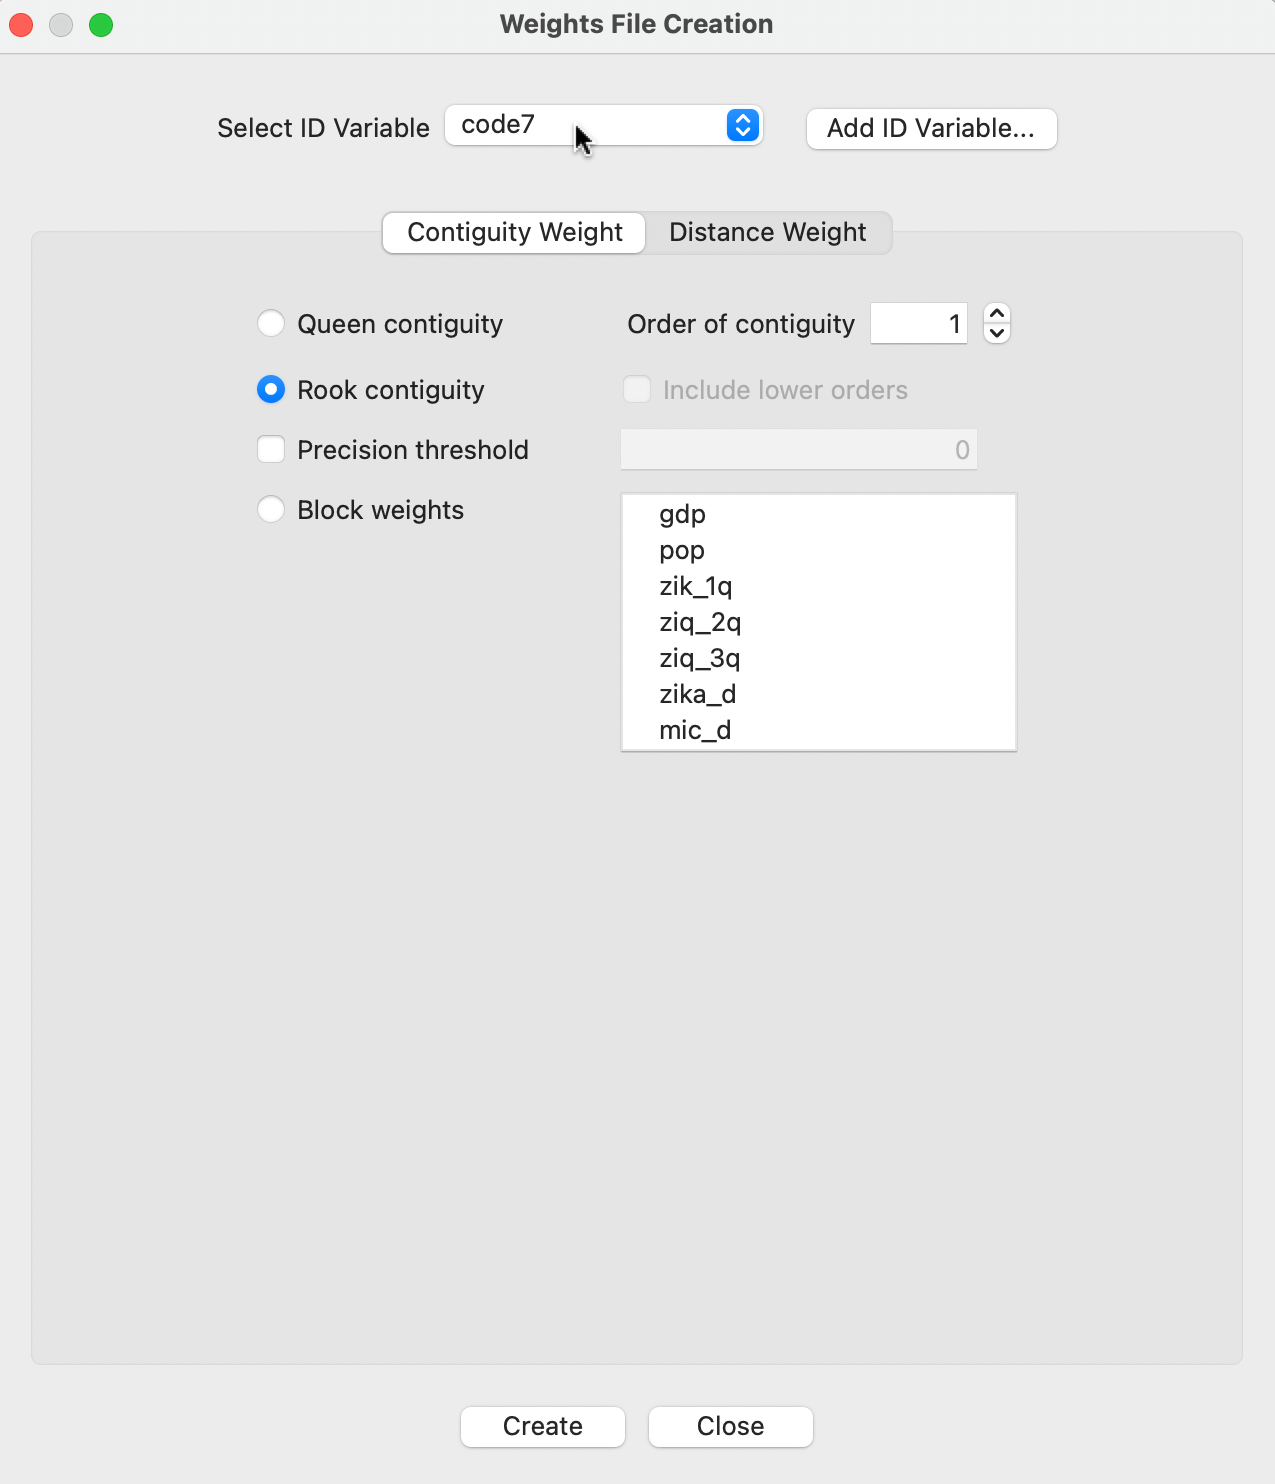 Weights File Creation
Select ID Variable code7 Add ID Variable...
Contiguity Weight Distance Weight
Queen contiguity Order of contiguity 1
Rook contiguity Include lower orders
Precision threshold 0
Block weights gdp
pop
zik_1q
ziq_2q
ziq_3q
zika_d
mic_d
Create Close